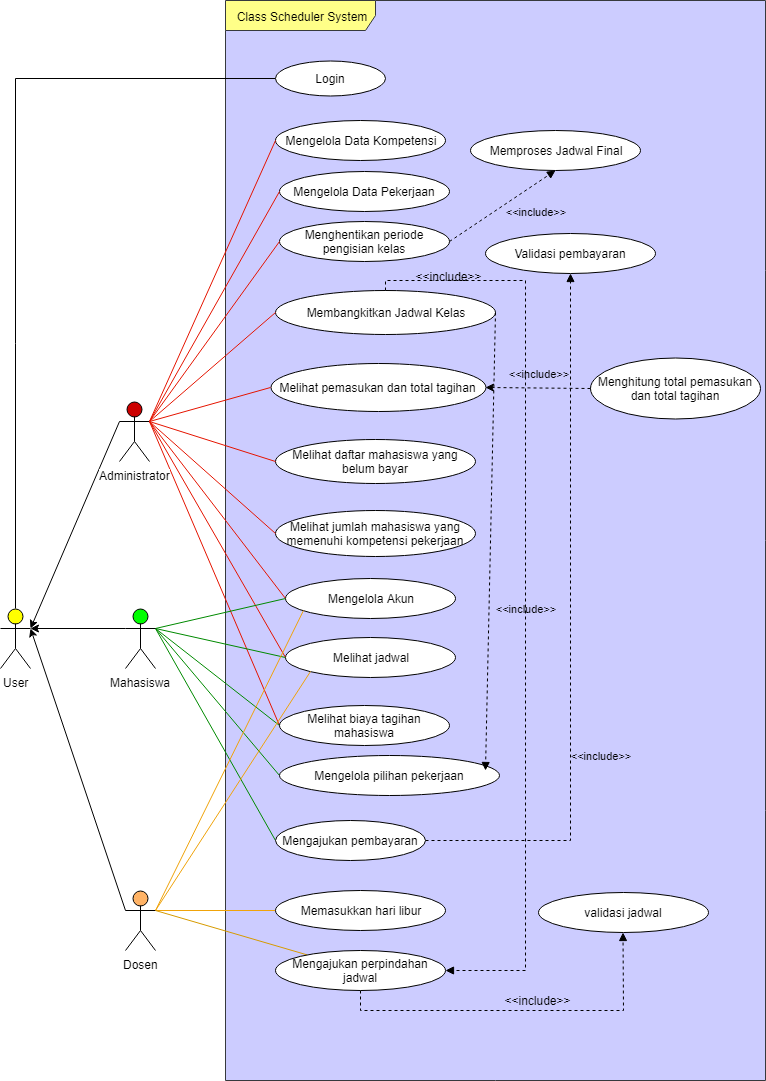 Class Scheduler System
Login
Mengelola Data Kompetensi
Memproses Jadwal Final
Mengelola Data Pekerjaan
<<include>>
Menghentikan periode
pengisian kelas
Validasi pembayaran
<<include>>
Membangkitkan Jadwal Kelas
<<include>>
Melihat pemasukan dan total tagihan
Menghitung total pemasukan
dan total tagihan
Administrator
Melihat daftar mahasiswa yang
belum bayar
Melihat jumlah mahasiswa yang
memenuhi kompetensi pekerjaan
Mengelola Akun
<<include>>
User
Mahasiswa
Melihat jadwal
Melihat biaya tagihan
mahasiswa
<<include>>
Mengelola pilihan pekerjaan
Mengajukan pembayaran
Memasukkan hari libur
validasi jadwal
Dosen
Mengajukan perpindahan
jadwal
<<include>>